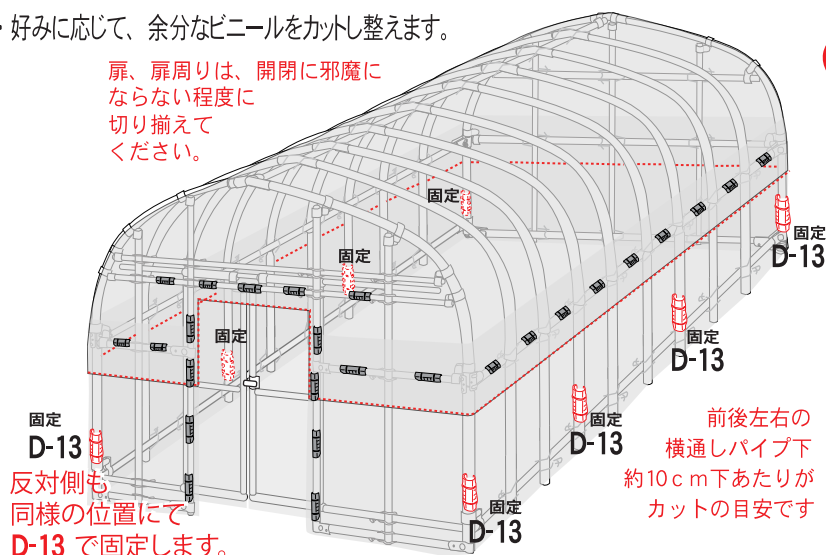 ・好みに応じて、余分なビニールをカットし整えます。
扉、扉周りは、開閉に邪魔に
ならない程度に
切り揃えて
ください。
固定
固定
固定
固定
D-13
固定
D-13
固定
D-13
固定
D-13
固定
D-13
反対側も
同様の位置にて
D-13 で固定します。
前後左右の
横通しパイプ下
約10ｃｍ下あたりが
カットの目安です